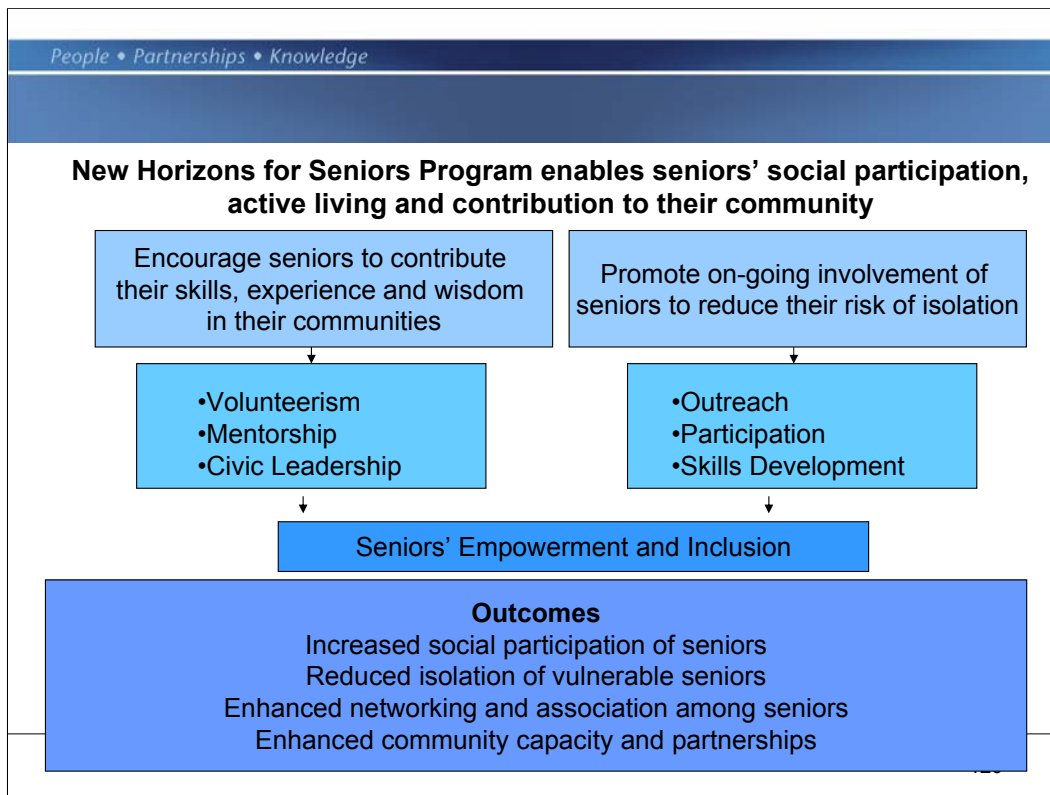 People • Partnerships • Knowledge
New Horizons for Seniors Program enables seniors’ social participation,
active living and contribution to their community
Encourage seniors to contribute
their skills, experience and wisdom
in their communities
Promote on-going involvement of
seniors to reduce their risk of isolation
•Volunteerism
•Mentorship
•Civic Leadership
•Outreach
•Participation
•Skills Development
Seniors’ Empowerment and Inclusion
Outcomes
Increased social participation of seniors
Reduced isolation of vulnerable seniors
Enhanced networking and association among seniors
Enhanced community capacity and partnerships